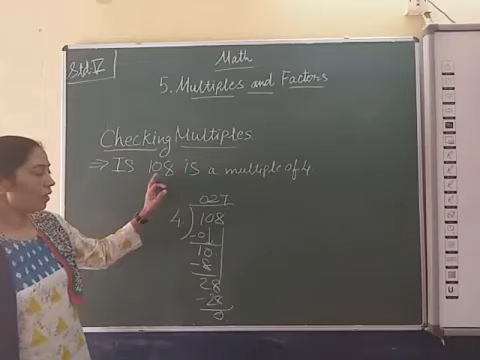 Std: V
Math
5. Multiples and Factors
Checking Multiples.
⇒ IS 108 is a multiple of 4.
027
4) 108
-0↓
10
-8
28
-28
0